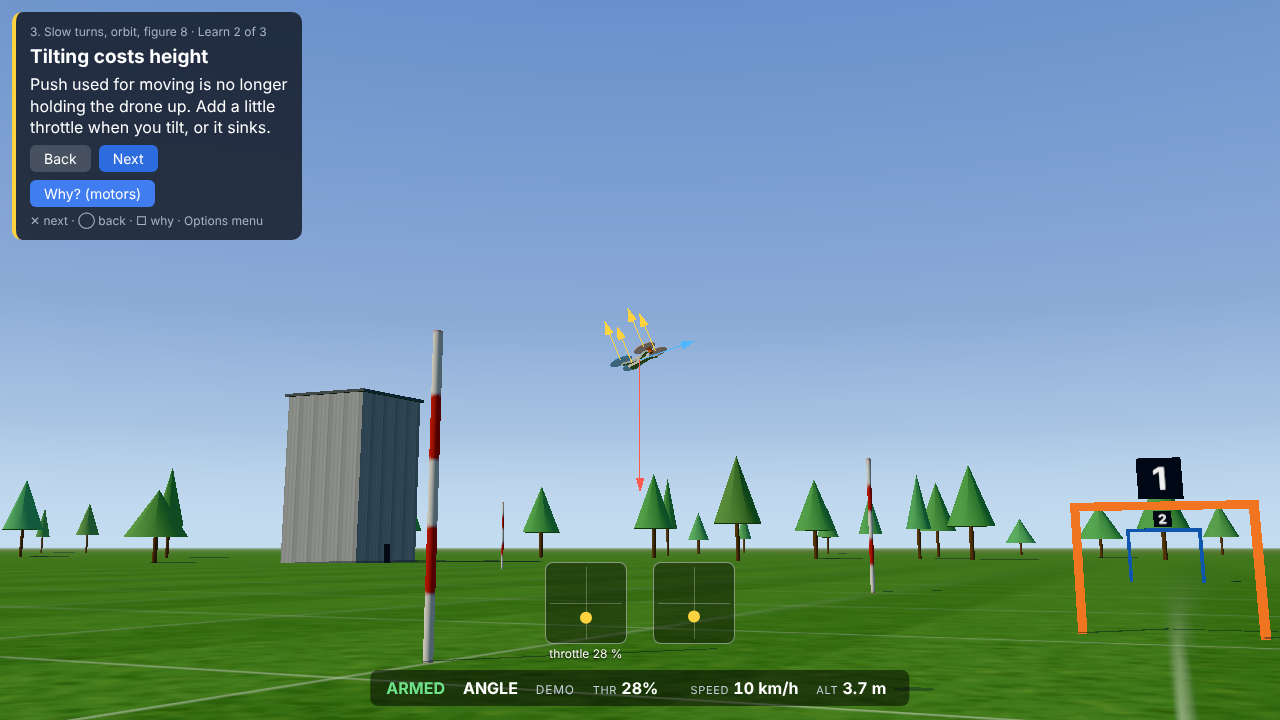 3. Slow turns, orbit, figure 8 · Learn 2 of 3
Tilting costs height
Push used for moving is no longer
holding the drone up. Add a little
throttle when you tilt, or it sinks.
Back Next
Why? (motors)
✕ next · ◯ back · □ why · Options menu
1
2
throttle 28 %
ARMED ANGLE DEMO THR 28% SPEED 10 km/h ALT 3.7 m